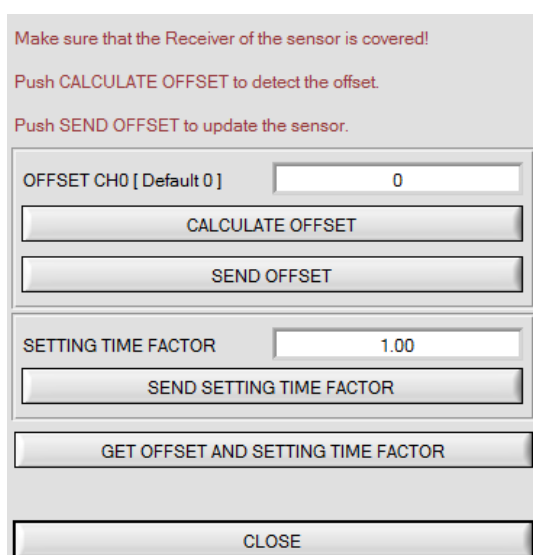 Make sure that the Receiver of the sensor is covered!
Push CALCULATE OFFSET to detect the offset.
Push SEND OFFSET to update the sensor.
OFFSET CH0 [ Default 0 ] 0
CALCULATE OFFSET
SEND OFFSET
SETTING TIME FACTOR 1.00
SEND SETTING TIME FACTOR
GET OFFSET AND SETTING TIME FACTOR
CLOSE